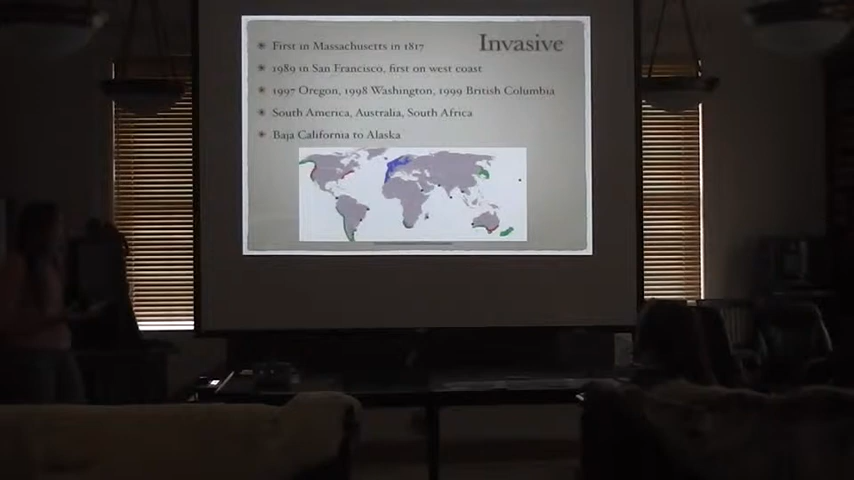 Invasive
First in Massachusetts in 1817
1989 in San Francisco, first on west coast
1997 Oregon, 1998 Washington, 1999 British Columbia
South America, Australia, South Africa
Baja California to Alaska